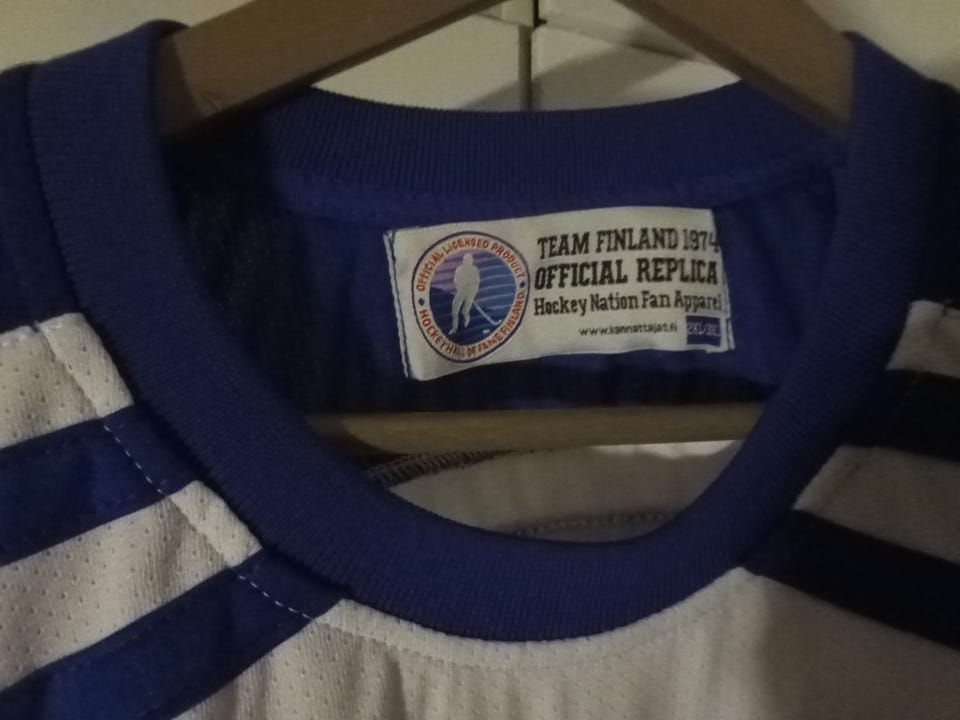 OFFICIAL LICENSED PRODUCT
HOCKEY HALL OF FAME FINLAND
TEAM FINLAND 1974
OFFICIAL REPLICA
Hockey Nation Fan Apparel
www.kannattajat.fi